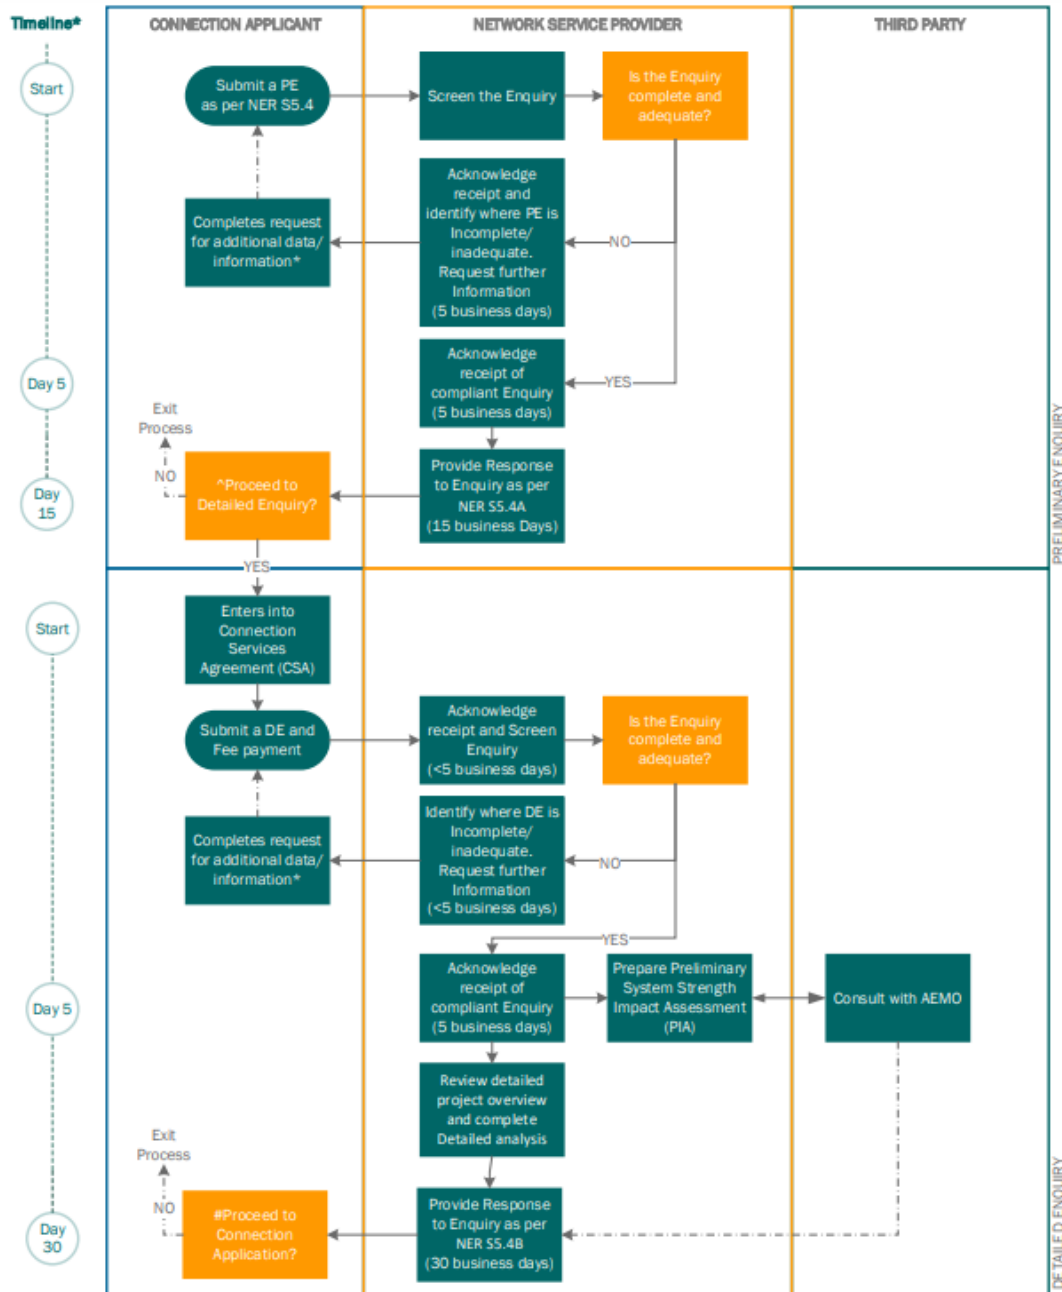 Timeline*
CONNECTION APPLICANT
NETWORK SERVICE PROVIDER
THIRD PARTY
Start
Submit a PE
as per NER S5.4
Screen the Enquiry
Is the Enquiry
complete and
adequate?
Completes request
for additional data/
information*
Acknowledge
receipt and
identify where PE is
Incomplete/
inadequate.
Request further
Information
(5 business days)
NO
Day 5
Acknowledge
receipt of
compliant Enquiry
(5 business days)
YES
Exit
Process
NO
Day
15
^Proceed to
Detailed Enquiry?
Provide Response
to Enquiry as per
NER S5.4A
(15 business Days)
PRELIMINARY ENQUIRY
YES
Start
Enters into
Connection
Services
Agreement (CSA)
Submit a DE and
Fee payment
Acknowledge
receipt and Screen
Enquiry
(<5 business days)
Is the Enquiry
complete and
adequate?
Completes request
for additional data/
information*
Identify where DE is
Incomplete/
inadequate.
Request further
Information
(<5 business days)
NO
YES
Day 5
Acknowledge
receipt of
compliant Enquiry
(5 business days)
Prepare Preliminary
System Strength
Impact Assessment
(PIA)
Consult with AEMO
Review detailed
project overview
and complete
Detailed analysis
Exit
Process
NO
Day
30
#Proceed to
Connection
Application?
Provide Response
to Enquiry as per
NER S5.4B
(30 business days)
DETAILED ENQUIRY